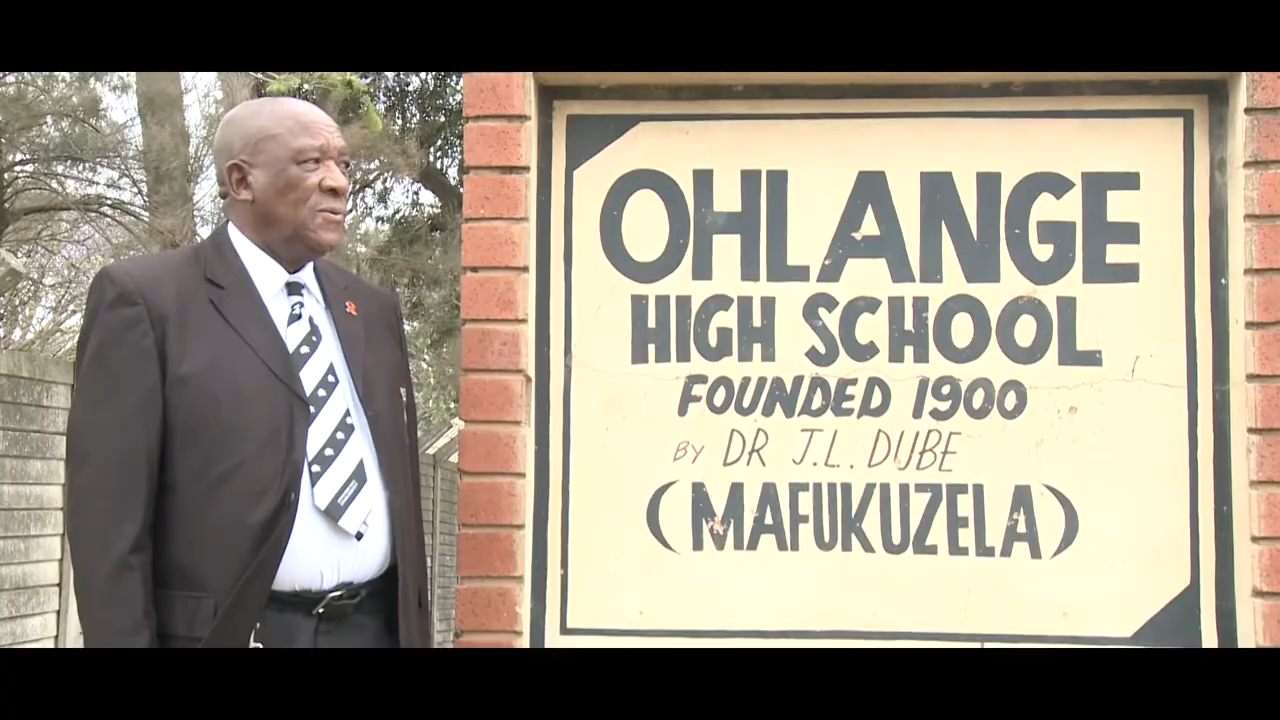 OHLANGE
HIGH SCHOOL
FOUNDED 1900
BY DR J.L. DUBE
(MAFUKUZELA)